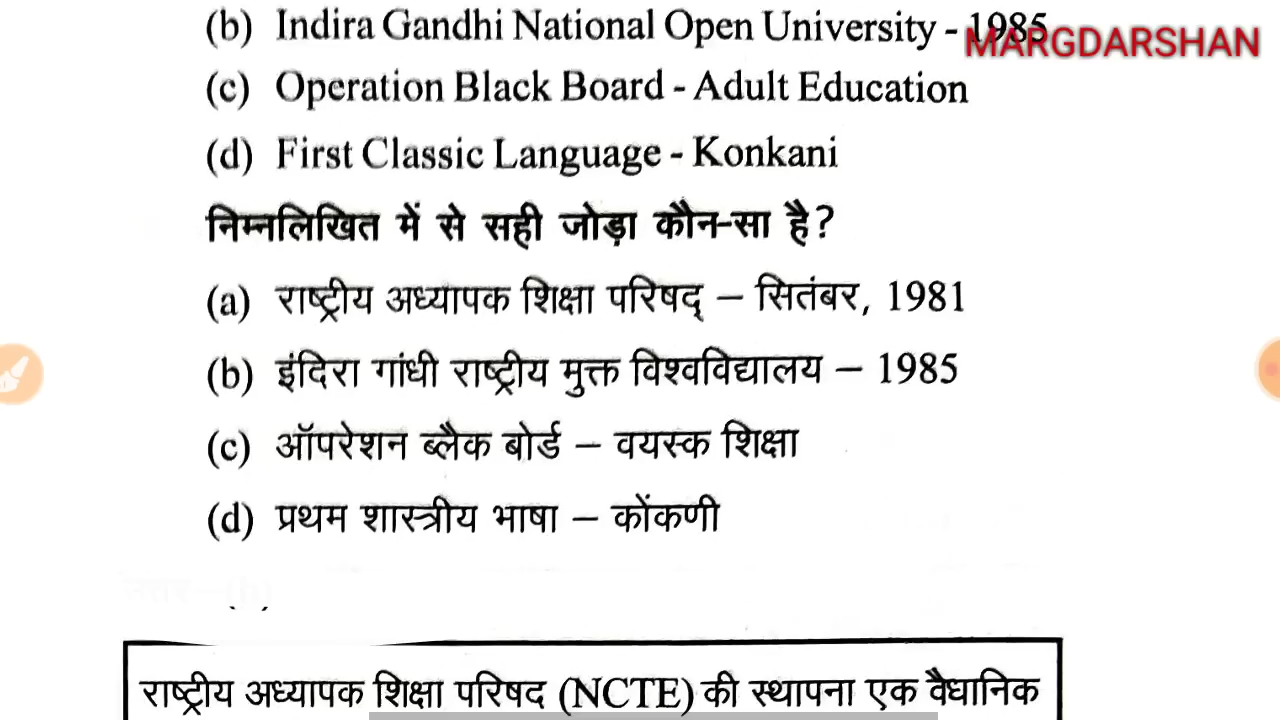 (b) Indira Gandhi National Open University - 1985
MARGDARSHAN
(c) Operation Black Board - Adult Education
(d) First Classic Language - Konkani
निम्नलिखित में से सही जोड़ा कौन-सा है?
(a) राष्ट्रीय अध्यापक शिक्षा परिषद् – सितंबर, 1981
(b) इंदिरा गांधी राष्ट्रीय मुक्त विश्वविद्यालय – 1985
(c) ऑपरेशन ब्लैक बोर्ड – वयस्क शिक्षा
(d) प्रथम शास्त्रीय भाषा – कोंकणी
राष्ट्रीय अध्यापक शिक्षा परिषद (NCTE) की स्थापना एक वैधानिक